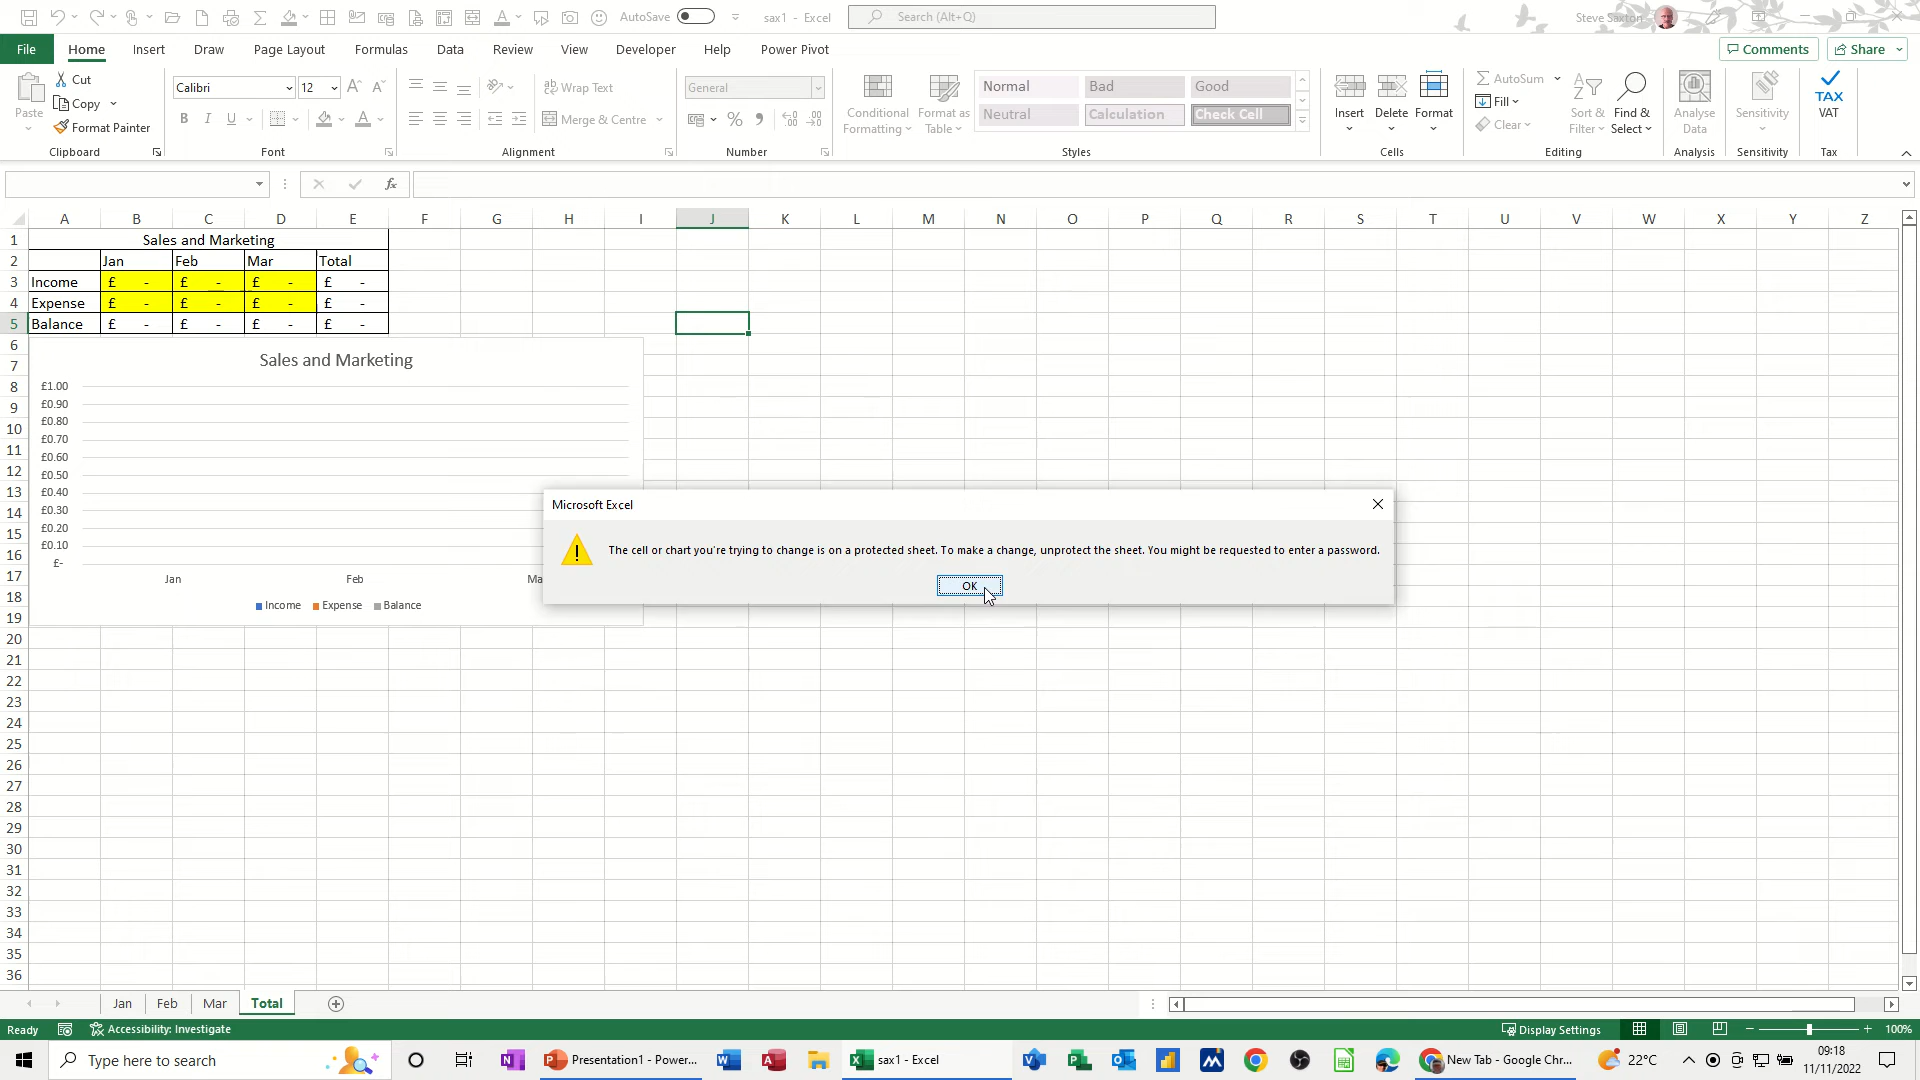 AutoSave
sax1 - Excel
Search (Alt+Q)
Steve Saxton
File Home Insert Draw Page Layout Formulas Data Review View Developer Help Power Pivot
Comments Share
Paste
Cut
Copy
Format Painter
Clipboard
Calibri 12
B I U
Font
Wrap Text
Merge & Centre
Alignment
General
Number
Conditional Formatting
Format as Table
Normal Bad Good
Neutral Calculation Check Cell
Styles
Insert Delete Format
Cells
AutoSum
Fill
Clear
Sort & Filter
Find & Select
Editing
Analyse Data
Analysis
Sensitivity
Sensitivity
TAX
VAT
Tax
fx
A B C D E F G H I J K L M N O P Q R S T U V W X Y Z
1 Sales and Marketing
2 Jan Feb Mar Total
3 Income £ - £ - £ - £ -
4 Expense £ - £ - £ - £ -
5 Balance £ - £ - £ - £ -
6
7
8
9
10
11
12
13
14
15
16
17
18
19
20
21
22
23
24
25
26
27
28
29
30
31
32
33
34
35
36
Sales and Marketing
£1.00
£0.90
£0.80
£0.70
£0.60
£0.50
£0.40
£0.30
£0.20
£0.10
£-
Jan Feb Ma
Income Expense Balance
Microsoft Excel
The cell or chart you're trying to change is on a protected sheet. To make a change, unprotect the sheet. You might be requested to enter a password.
OK
Jan Feb Mar Total
Ready Accessibility: Investigate
Display Settings
100%
Type here to search
Presentation1 - Power...
sax1 - Excel
New Tab - Google Chr...
22°C
09:18
11/11/2022